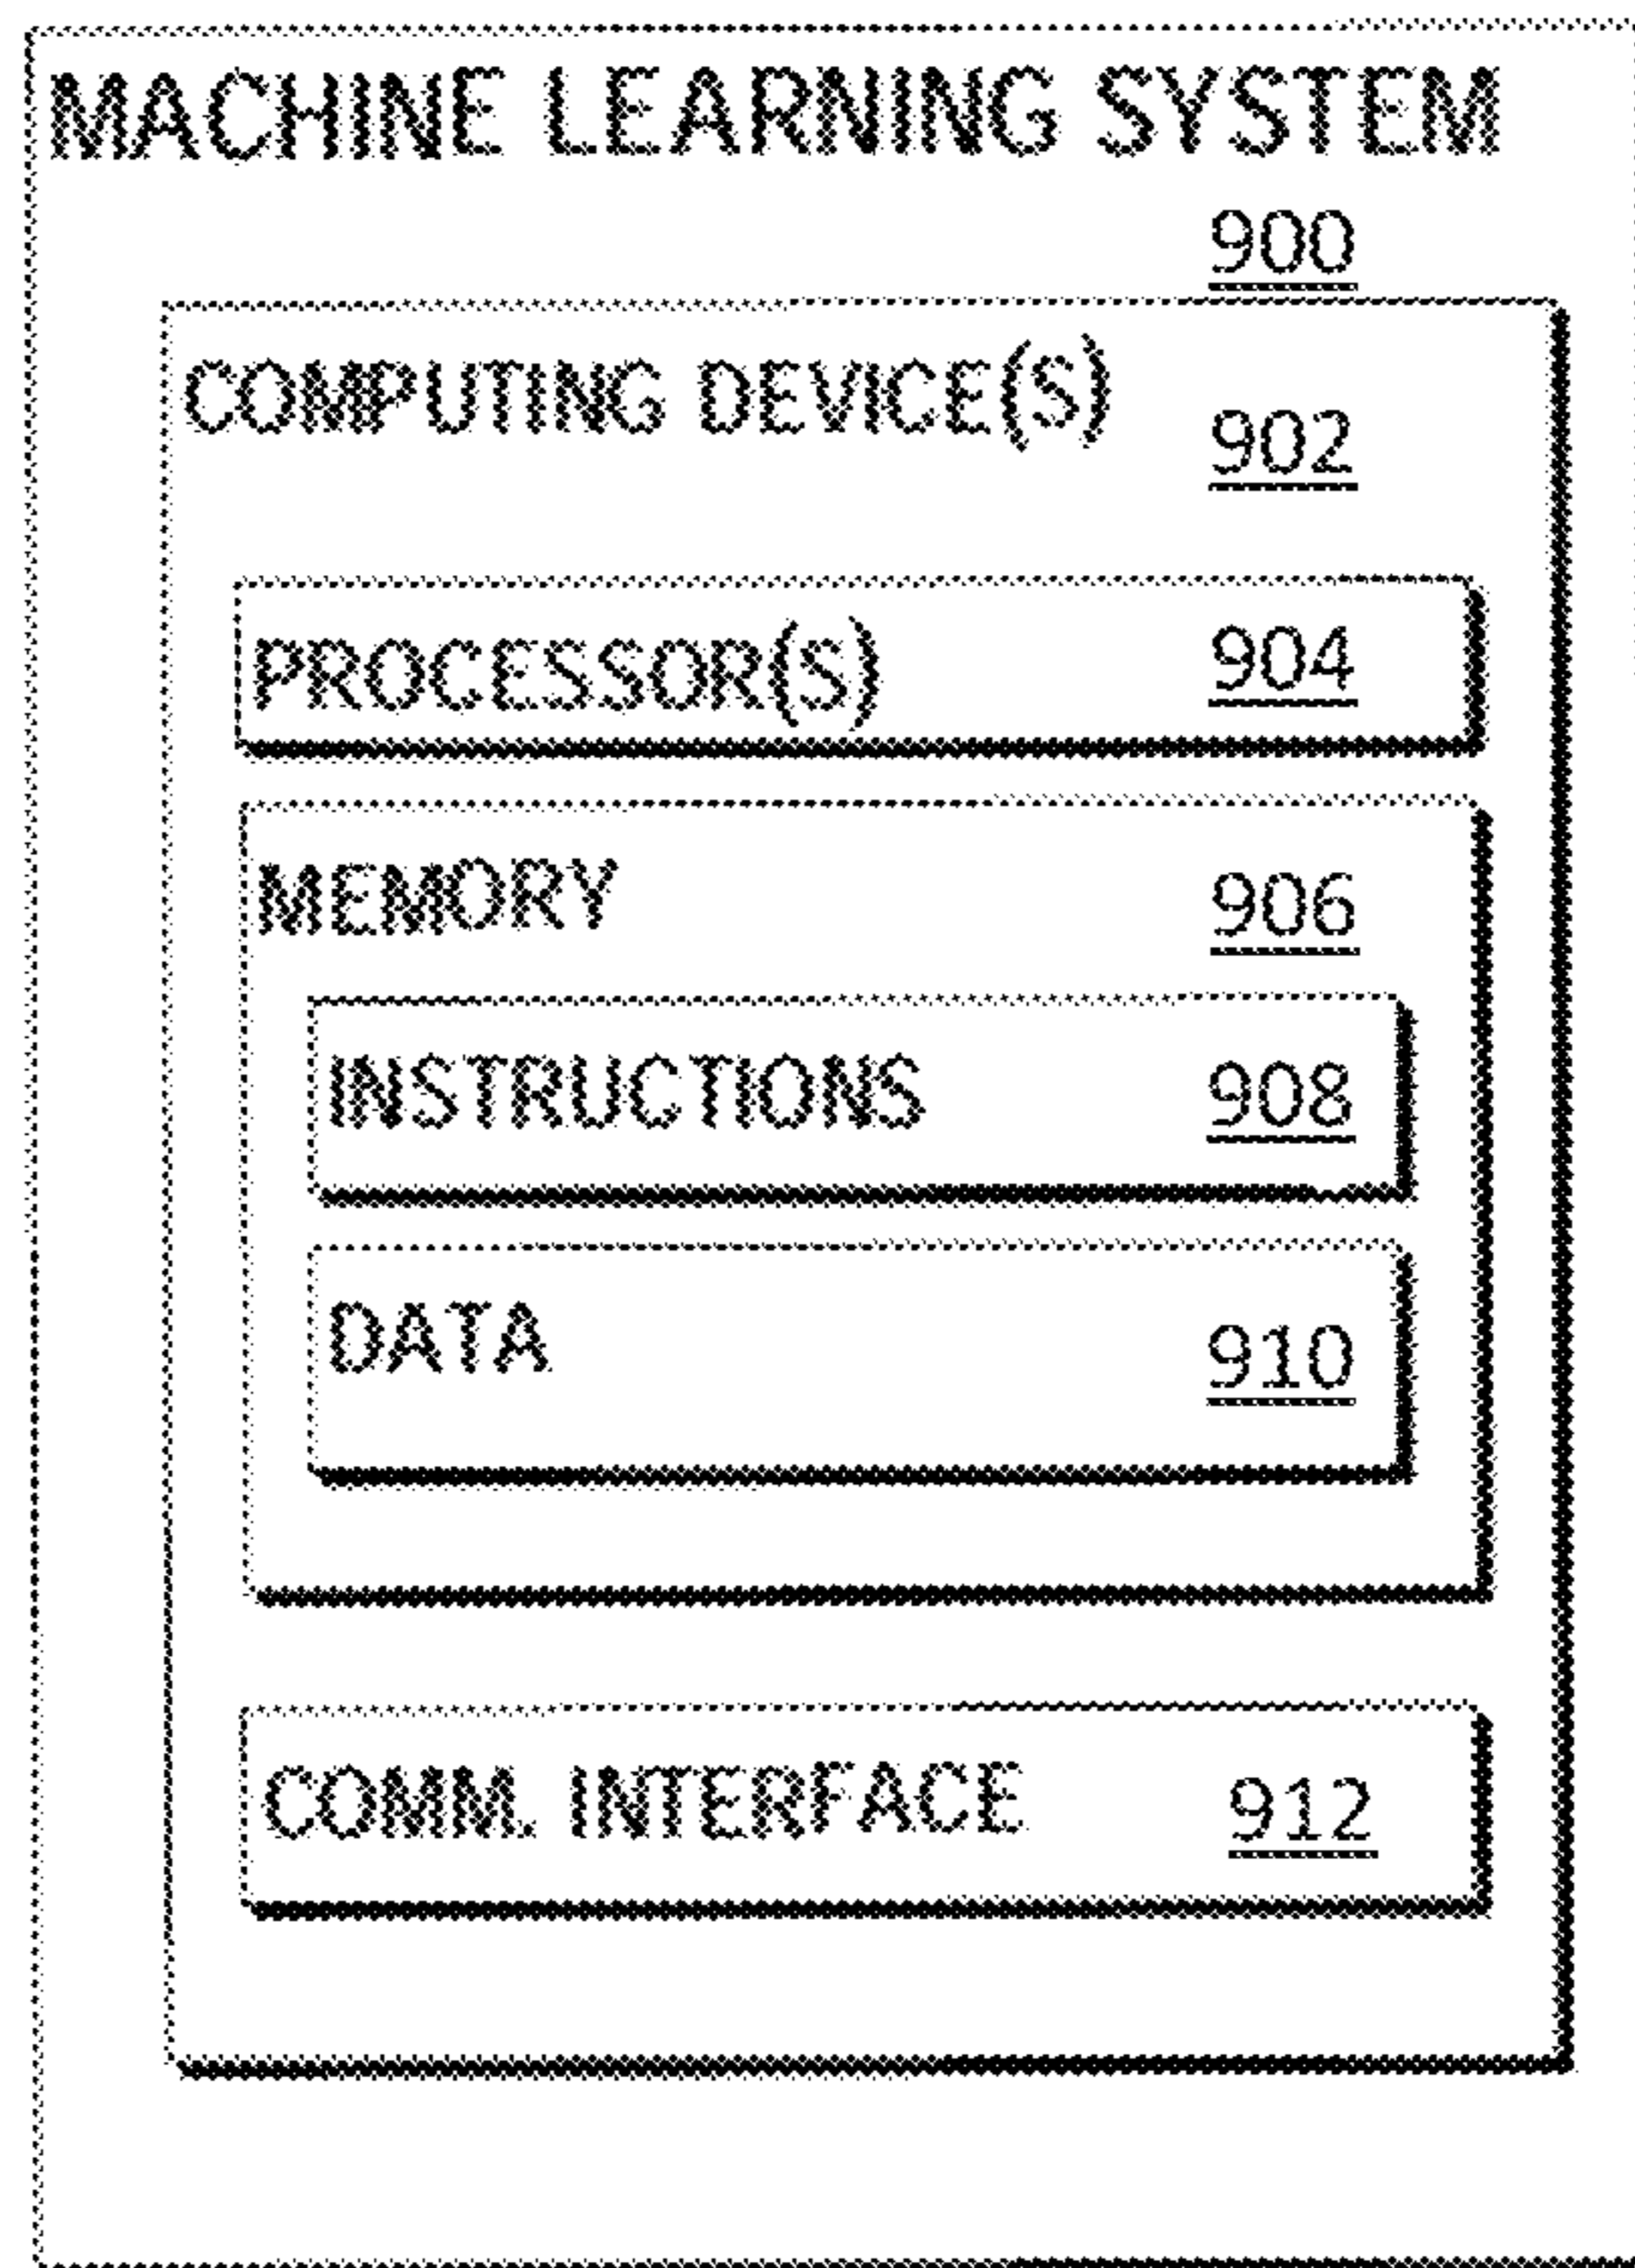 MACHINE LEARNING SYSTEM
900
COMPUTING DEVICE(S) 902
PROCESSOR(S) 904
MEMORY 906
INSTRUCTIONS 908
DATA 910
COMM. INTERFACE 912